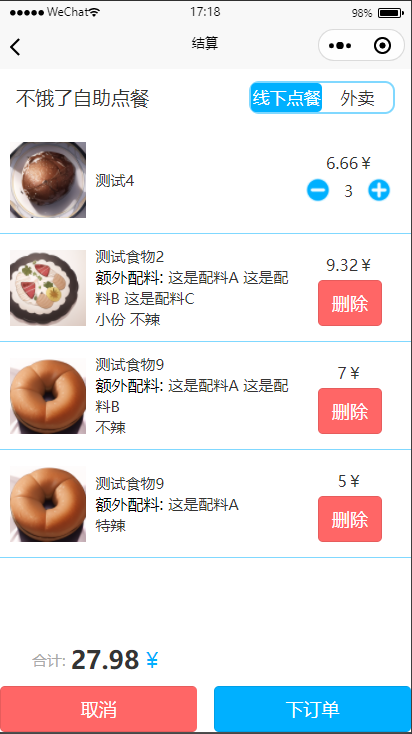 WeChat 17:18 98%
结算
不饿了自助点餐 线下点餐 外卖
测试4
6.66¥
3
测试食物2
额外配料: 这是配料A 这是配
料B 这是配料C
小份 不辣
9.32¥
删除
测试食物9
额外配料: 这是配料A 这是配
料B
不辣
7¥
删除
测试食物9
额外配料: 这是配料A
特辣
5¥
删除
合计: 27.98 ¥
取消 下订单